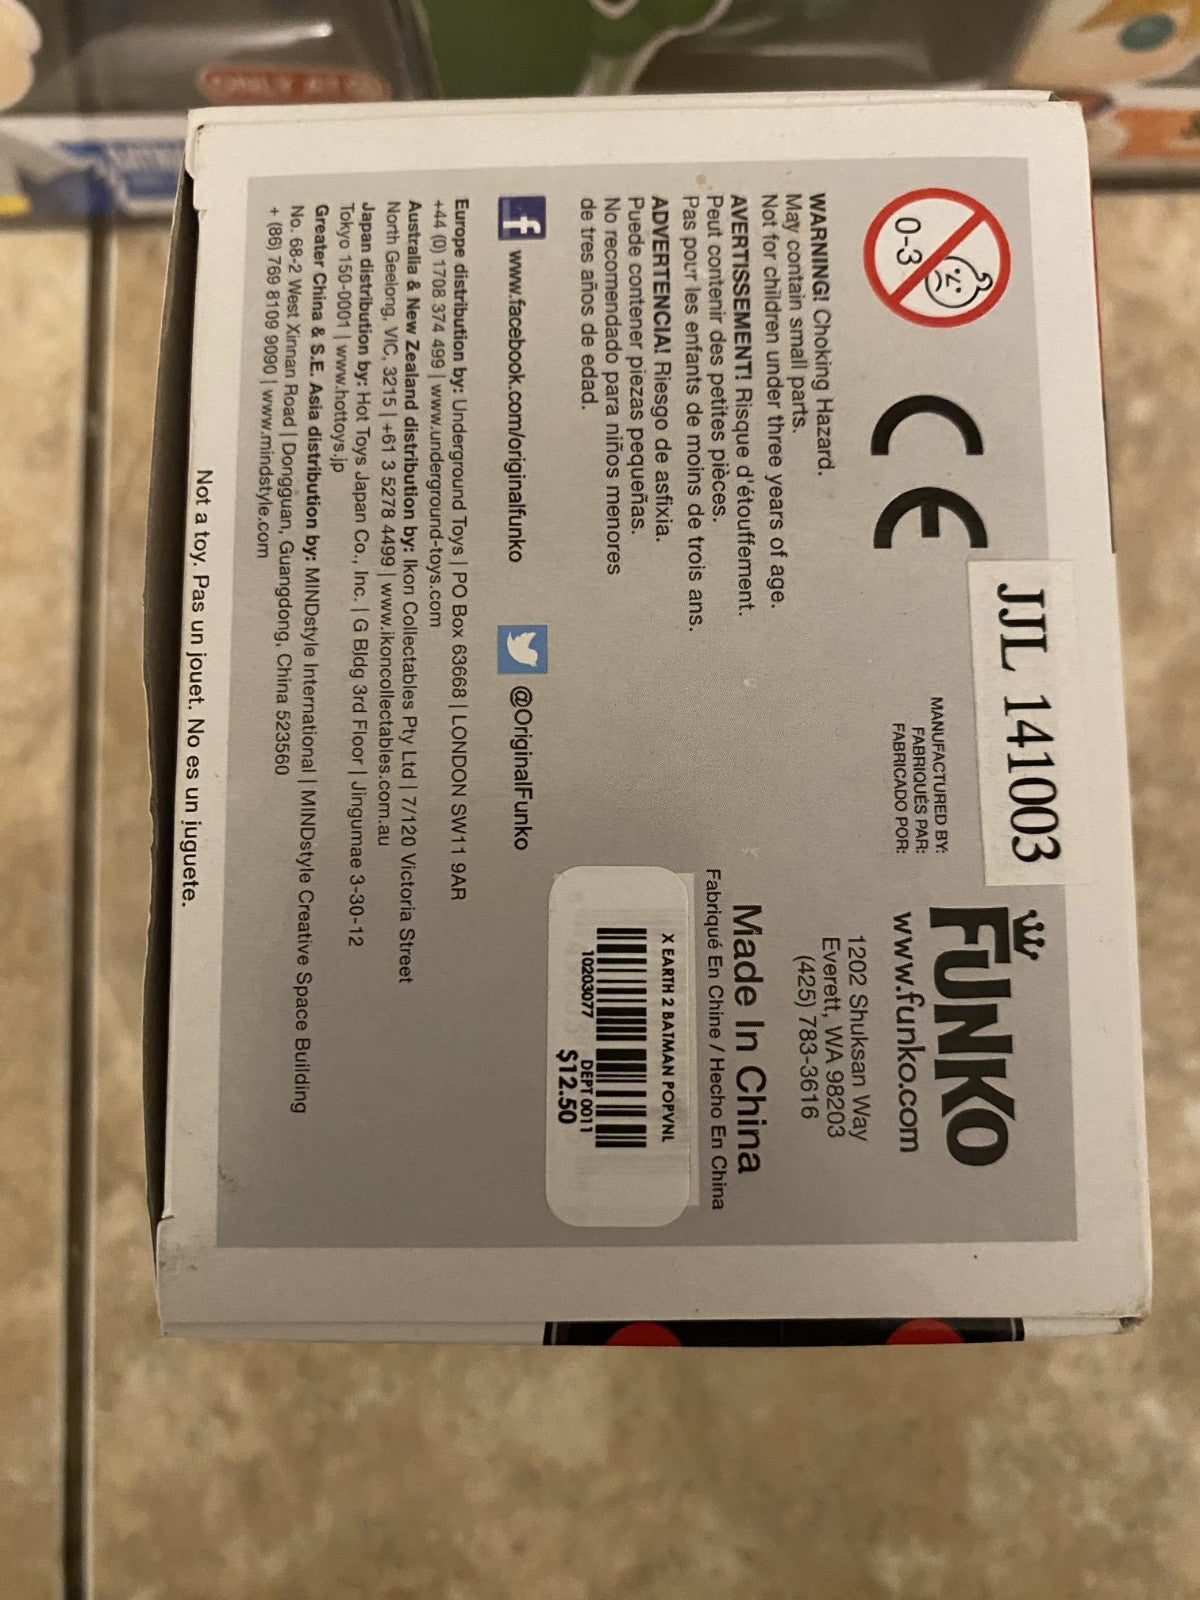 0-3
JJL 141003
WARNING! Choking Hazard.
May contain small parts.
Not for children under three years of age.
AVERTISSEMENT! Risque d'étouffement.
Peut contenir des petites pièces.
Pas pour les enfants de moins de trois ans.
ADVERTENCIA! Riesgo de asfixia.
Puede contener piezas pequeñas.
No recomendado para niños menores
de tres años de edad.
MANUFACTURED BY:
FABRIQUÉS PAR:
FABRICADO POR:
FUNKO
www.funko.com
1202 Shuksan Way
Everett, WA 98203
(425) 783-3616
Made In China
Fabriqué En Chine / Hecho En China
X EARTH 2 BATMAN POPVNL
10203077
DEPT 0011
$12.50
www.facebook.com/originalfunko
@OriginalFunko
Europe distribution by: Underground Toys | PO Box 63668 | LONDON SW11 9AR
+44 (0) 1708 374 499 | www.underground-toys.com
Australia & New Zealand distribution by: Ikon Collectables Pty Ltd | 7/120 Victoria Street
North Geelong, VIC, 3215 | +61 3 5278 4499 | www.ikoncollectables.com.au
Japan distribution by: Hot Toys Japan Co., Inc. | G Bldg 3rd Floor | Jingumae 3-30-12
Tokyo 150-0001 | www.hottoys.jp
Greater China & S.E. Asia distribution by: MINDstyle International | MINDstyle Creative Space Building
No. 68-2 West Xinnan Road | Dongguan, Guangdong, China 523560
+ (86) 769 8109 9090 | www.mindstyle.com
Not a toy. Pas un jouet. No es un juguete.
ONLY AT